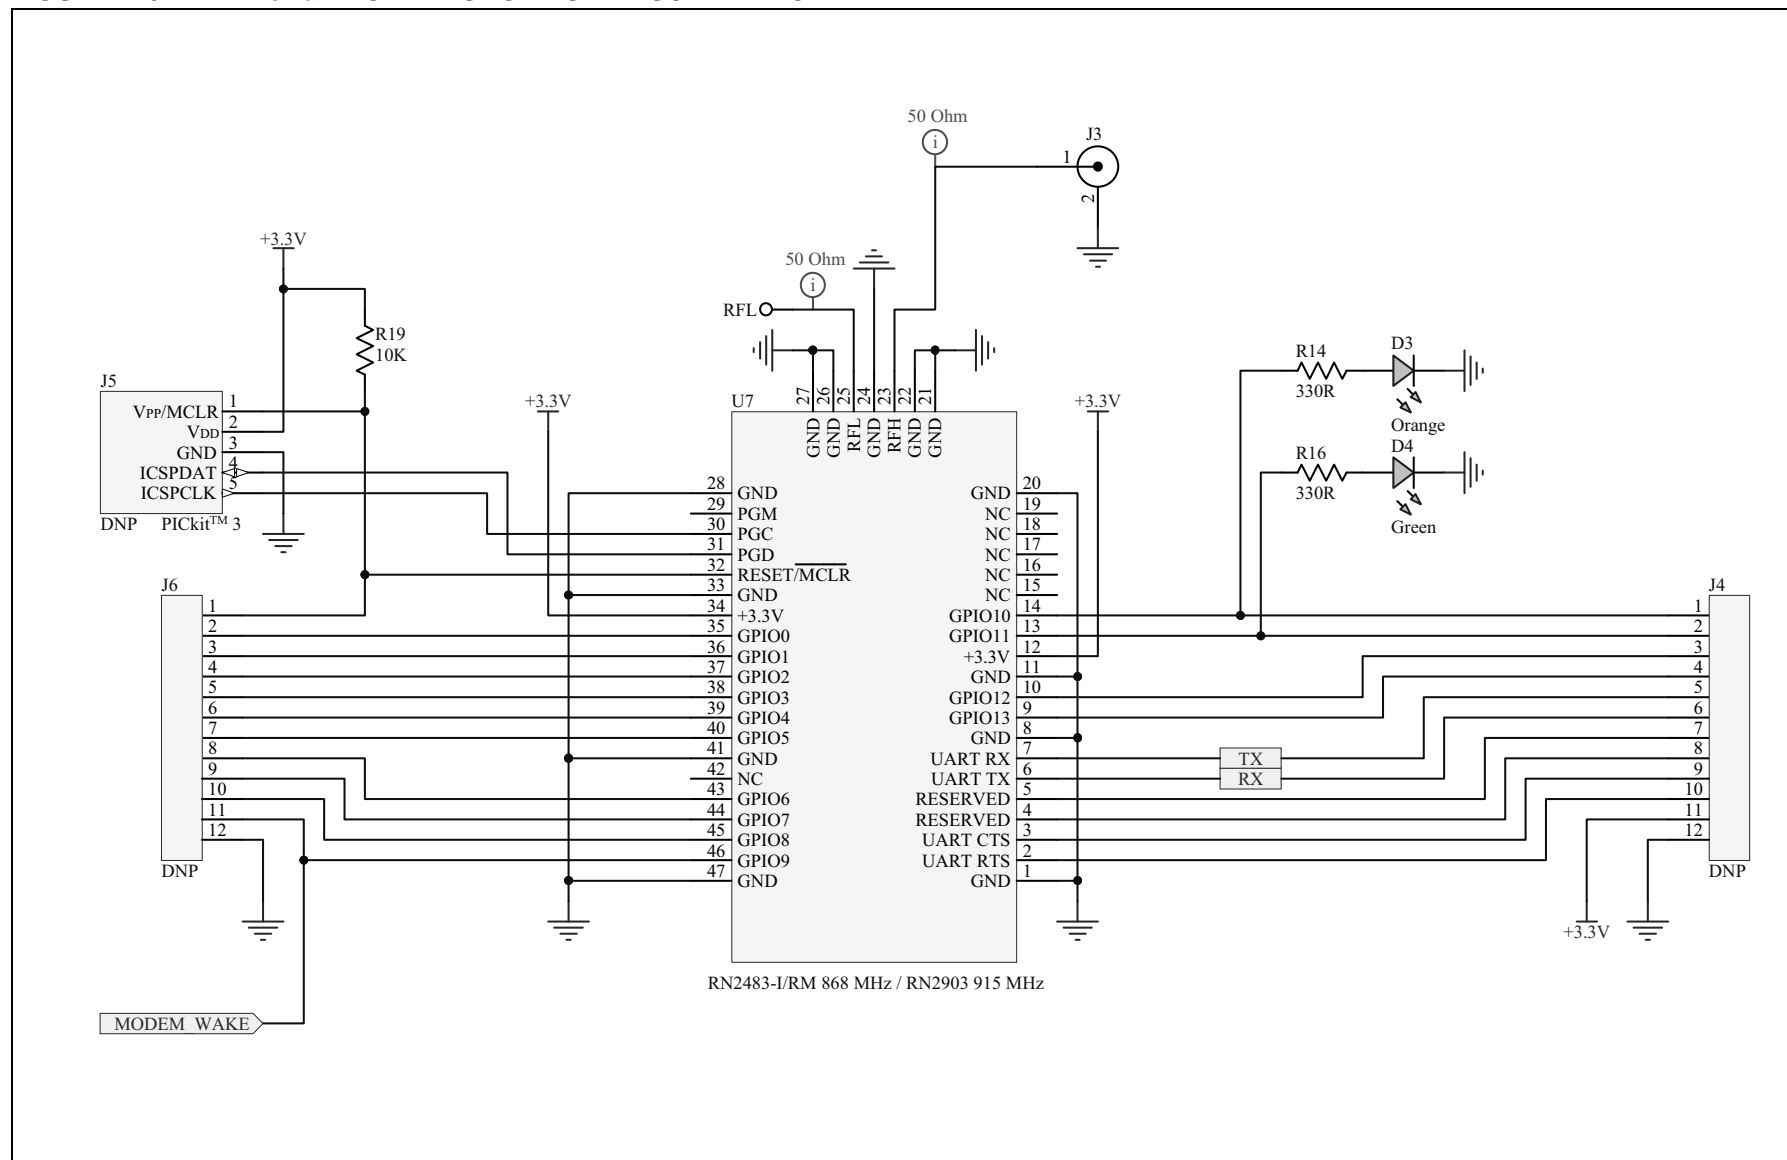 50 Ohm
J3
1
2
+3.3V
50 Ohm
RFL
R19
10K
J5
VPP/MCLR 1
VDD 2
GND 3
ICSPDAT 4
ICSPCLK 5
DNP PICkit™ 3
+3.3V
U7
27 26 25 24 23 22 21
GND GND RFL GND RFH GND GND
+3.3V
R14
330R
D3
Orange
R16
330R
D4
Green
28 GND
29 PGM
30 PGC
31 PGD
32 RESET/MCLR
33 GND
34 +3.3V
35 GPIO0
36 GPIO1
37 GPIO2
38 GPIO3
39 GPIO4
40 GPIO5
41 GND
42 NC
43 GPIO6
44 GPIO7
45 GPIO8
46 GPIO9
47 GND
GND 20
NC 19
NC 18
NC 17
NC 16
NC 15
GPIO10 14
GPIO11 13
+3.3V 12
GND 11
GPIO12 10
GPIO13 9
GND 8
UART RX 7
UART TX 6
RESERVED 5
RESERVED 4
UART CTS 3
UART RTS 2
GND 1
TX
RX
J6
1
2
3
4
5
6
7
8
9
10
11
12
DNP
J4
1
2
3
4
5
6
7
8
9
10
11
12
DNP
+3.3V
RN2483-I/RM 868 MHz / RN2903 915 MHz
MODEM_WAKE